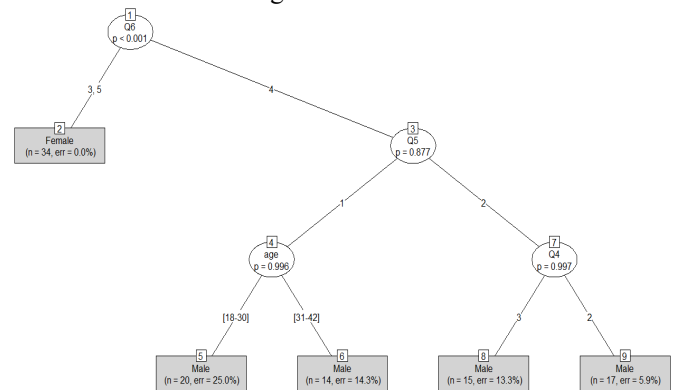 1
Q6
p < 0.001
3, 5
4
2
Female
(n = 34, err = 0.0%)
3
Q5
p = 0.877
1
2
4
age
p = 0.996
7
Q4
p = 0.997
[18-30]
[31-42]
3
2
5
Male
(n = 20, err = 25.0%)
6
Male
(n = 14, err = 14.3%)
8
Male
(n = 15, err = 13.3%)
9
Male
(n = 17, err = 5.9%)